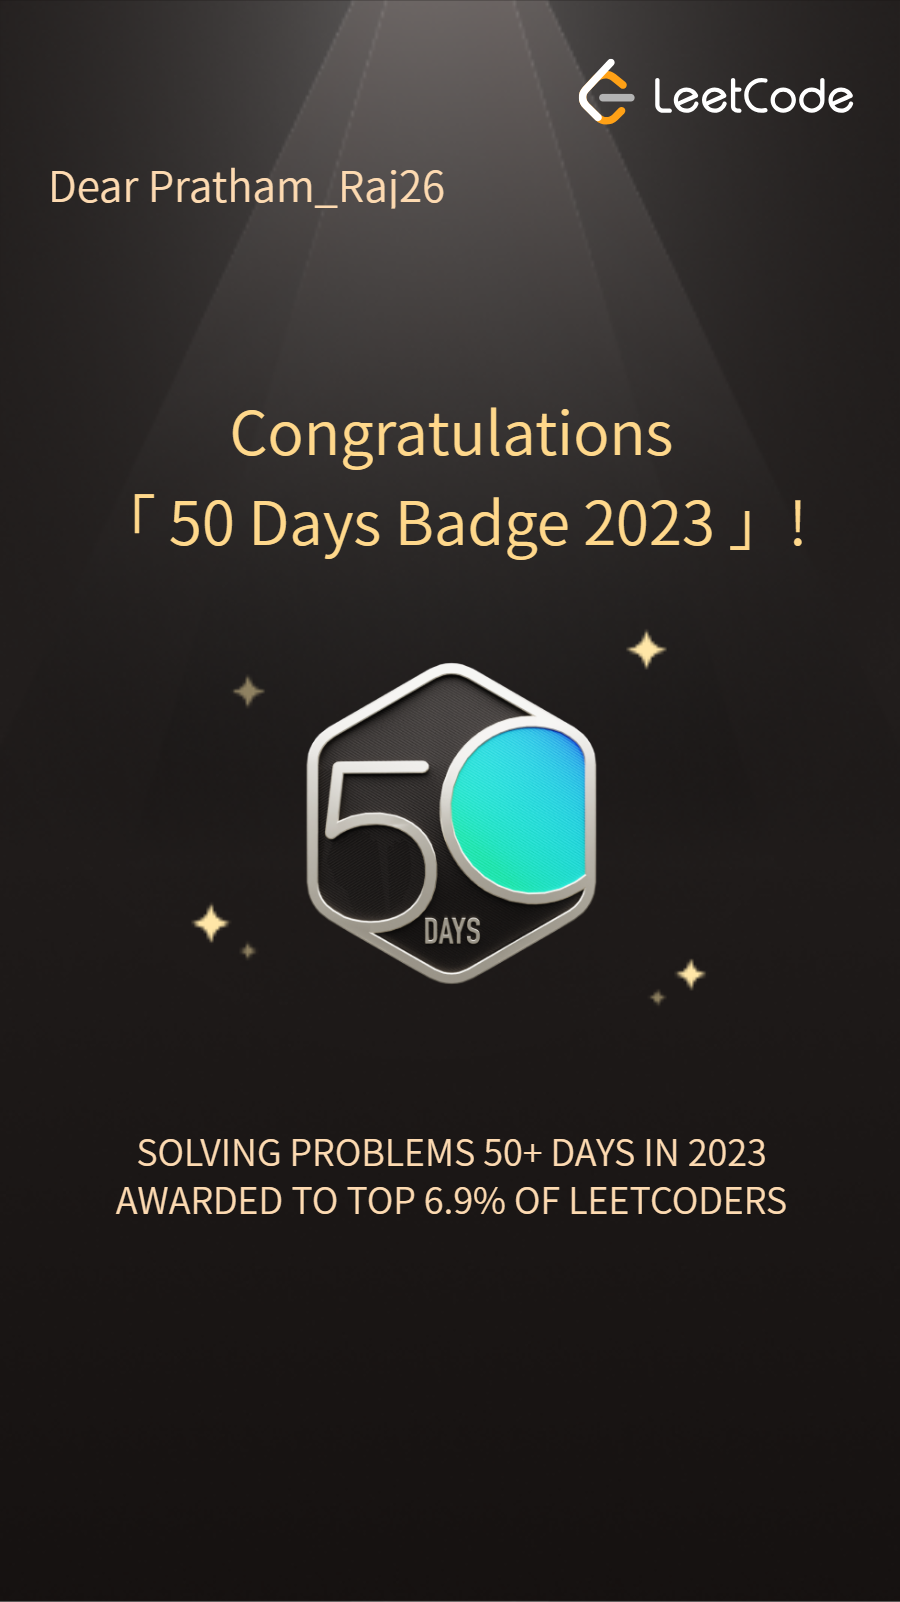 LeetCode
Dear Pratham_Raj26
Congratulations
「 50 Days Badge 2023 」 !
50
DAYS
SOLVING PROBLEMS 50+ DAYS IN 2023
AWARDED TO TOP 6.9% OF LEETCODERS